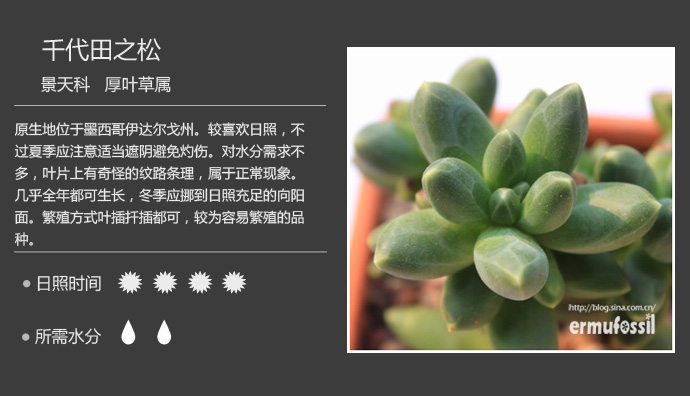 千代田之松
景天科 厚叶草属
原生地位于墨西哥伊达尔戈州。较喜欢日照，不
过夏季应注意适当遮阴避免灼伤。对水分需求不
多，叶片上有奇怪的纹路条理，属于正常现象。
几乎全年都可生长，冬季应挪到日照充足的向阳
面。繁殖方式叶插扦插都可，较为容易繁殖的品
种。
日照时间
所需水分
http://blog.sina.com.cn/
ermufossil